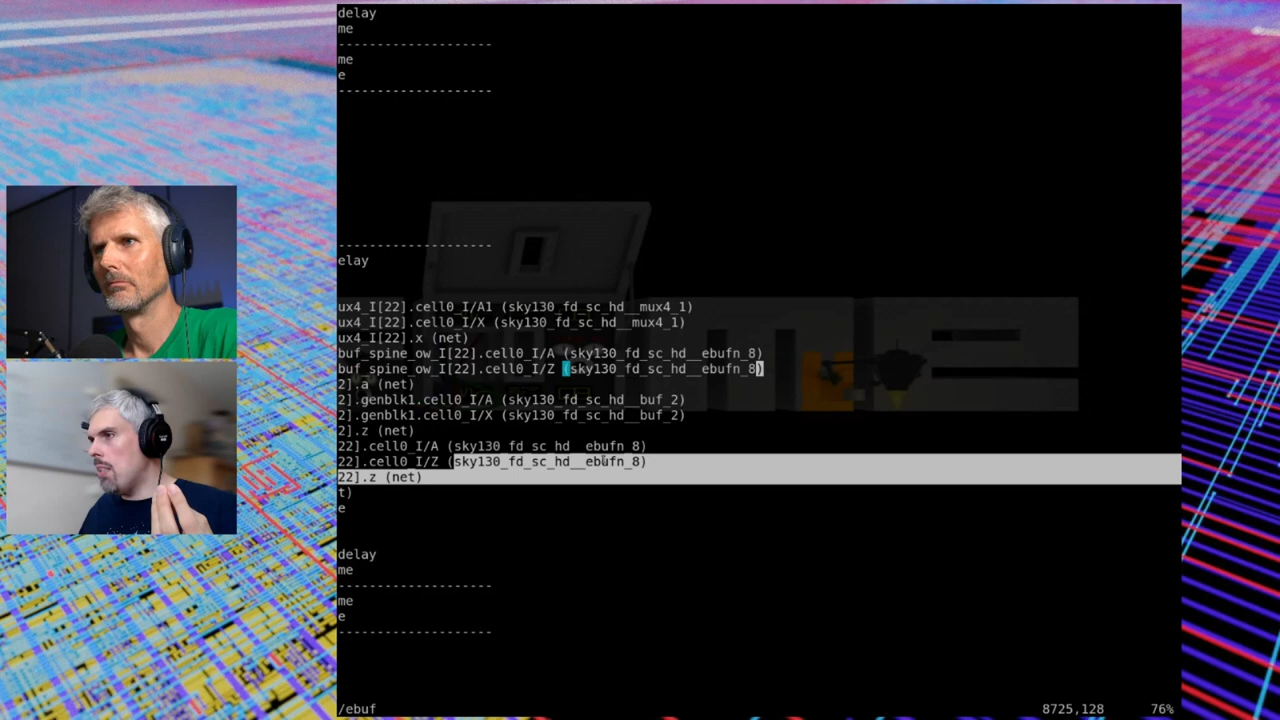 delay
me
--------------------
me
e
--------------------
--------------------
elay
ux4_I[22].cell0_I/A1 (sky130_fd_sc_hd__mux4_1)
ux4_I[22].cell0_I/X (sky130_fd_sc_hd__mux4_1)
ux4_I[22].x (net)
buf_spine_ow_I[22].cell0_I/A (sky130_fd_sc_hd__ebufn_8)
buf_spine_ow_I[22].cell0_I/Z (sky130_fd_sc_hd__ebufn_8)
2].a (net)
2].genblk1.cell0_I/A (sky130_fd_sc_hd__buf_2)
2].genblk1.cell0_I/X (sky130_fd_sc_hd__buf_2)
2].z (net)
22].cell0_I/A (sky130_fd_sc_hd__ebufn_8)
22].cell0_I/Z (sky130_fd_sc_hd__ebufn_8)
22].z (net)
t)
e
delay
me
--------------------
me
e
--------------------
/ebuf 8725,128 76%